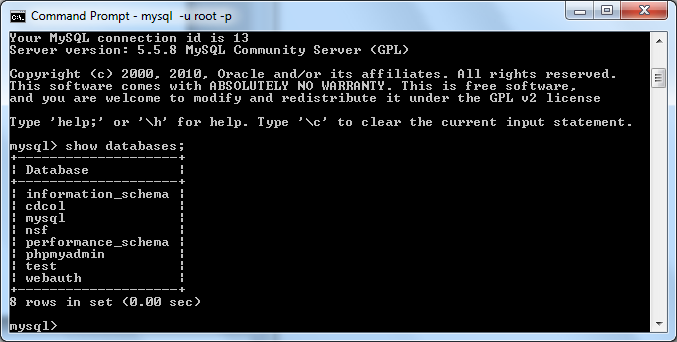 Command Prompt - mysql -u root -p
Your MySQL connection id is 13
Server version: 5.5.8 MySQL Community Server (GPL)
Copyright (c) 2000, 2010, Oracle and/or its affiliates. All rights reserved.
This software comes with ABSOLUTELY NO WARRANTY. This is free software,
and you are welcome to modify and redistribute it under the GPL v2 license
Type 'help;' or '\h' for help. Type '\c' to clear the current input statement.
mysql> show databases;
+--------------------+
| Database           |
+--------------------+
| information_schema |
| cdcol              |
| mysql              |
| nsf                |
| performance_schema |
| phpmyadmin         |
| test               |
| webauth            |
+--------------------+
8 rows in set (0.00 sec)
mysql>